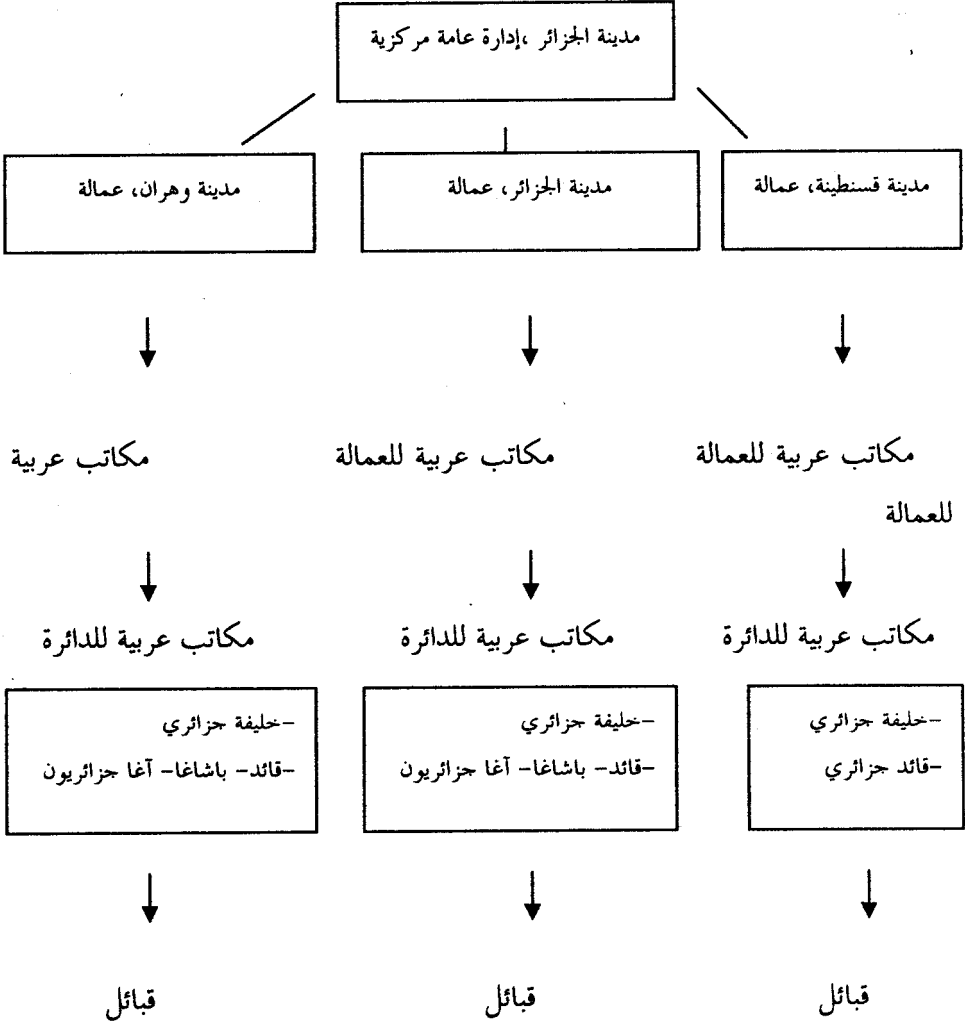 مدينة الجزائر ،إدارة عامة مركزية
مدينة قسنطينة، عمالة
مدينة الجزائر، عمالة
مدينة وهران، عمالة
مكاتب عربية للعمالة
مكاتب عربية للعمالة
مكاتب عربية
للعمالة
مكاتب عربية للدائرة
مكاتب عربية للدائرة
مكاتب عربية للدائرة
-خليفة جزائري
-قائد جزائري
-خليفة جزائري
-قائد- باشاغا- آغا جزائريون
-خليفة جزائري
-قائد- باشاغا- آغا جزائريون
قبائل
قبائل
قبائل